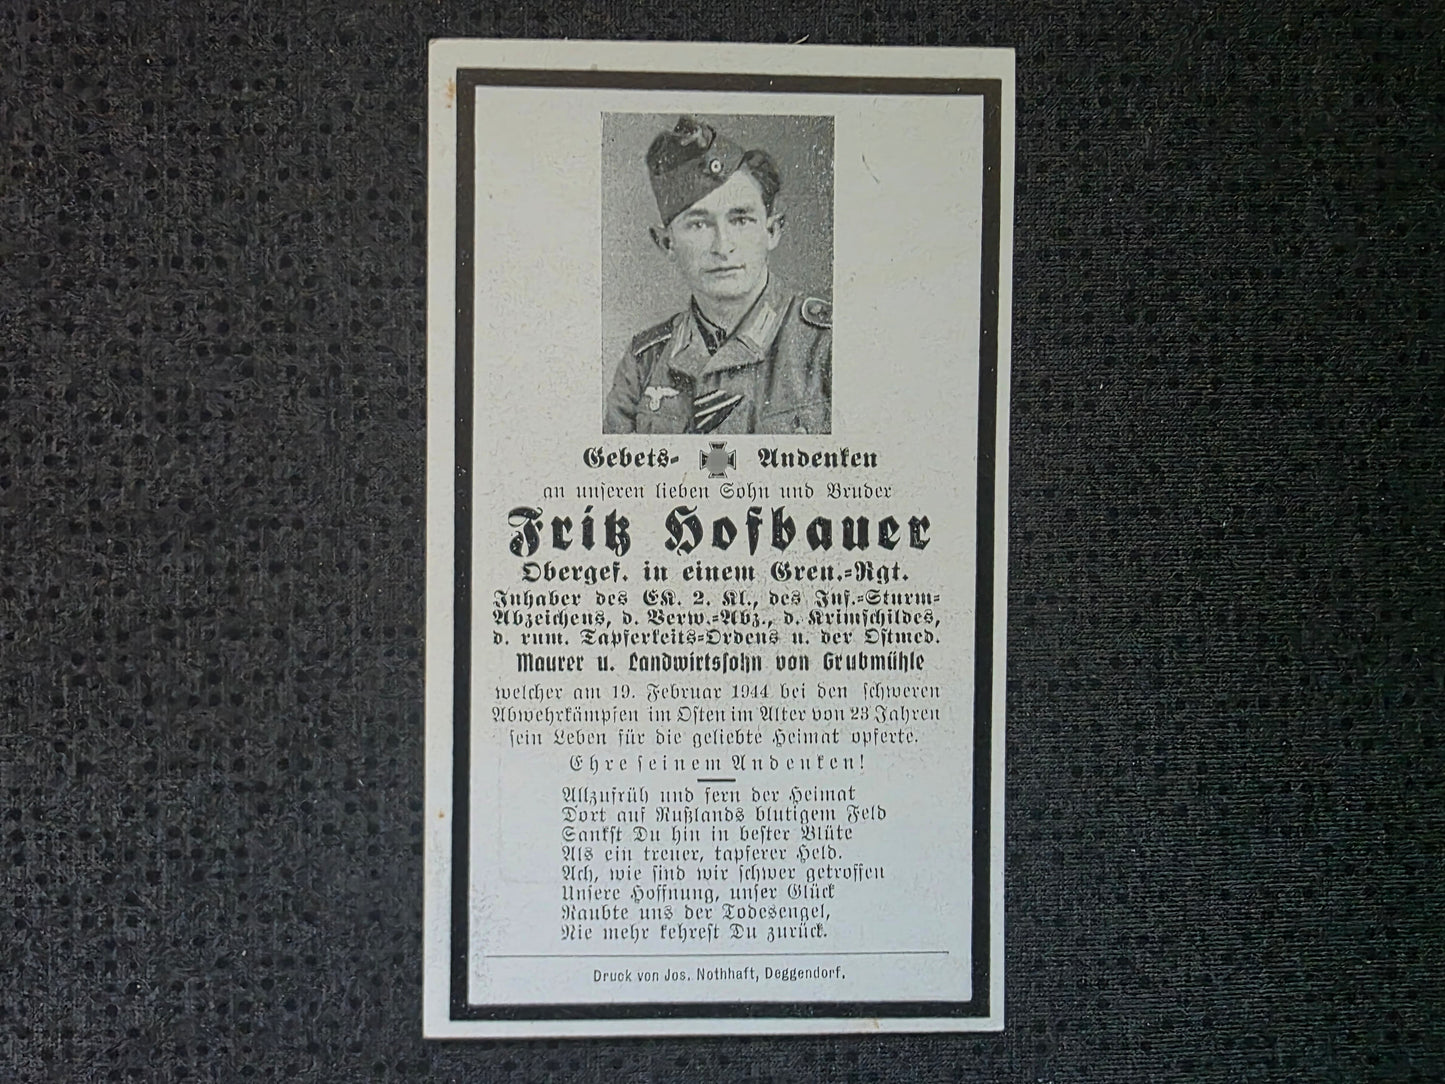 Gebets- Andenken
an unseren lieben Sohn und Bruder
Fritz Hofbauer
Obergef. in einem Gren.-Rgt.
Inhaber des EK. 2. Kl., des Inf.-Sturm-
Abzeichens, d. Verw.-Abz., d. Krimschildes,
d. rum. Tapferkeits-Ordens u. der Ostmed.
Maurer u. Landwirtssohn von Grubmühle
welcher am 19. Februar 1944 bei den schweren
Abwehrkämpfen im Osten im Alter von 23 Jahren
sein Leben für die geliebte Heimat opferte.
Ehre seinem Andenken!
Allzufrüh und fern der Heimat
Dort auf Rußlands blutigem Feld
Sankst Du hin in bester Blüte
Als ein treuer, tapferer Held.
Ach, wie sind wir schwer getroffen
Unsere Hoffnung, unser Glück
Raubte uns der Todesengel,
Nie mehr kehrest Du zurück.
Druck von Jos. Nothhaft, Deggendorf.